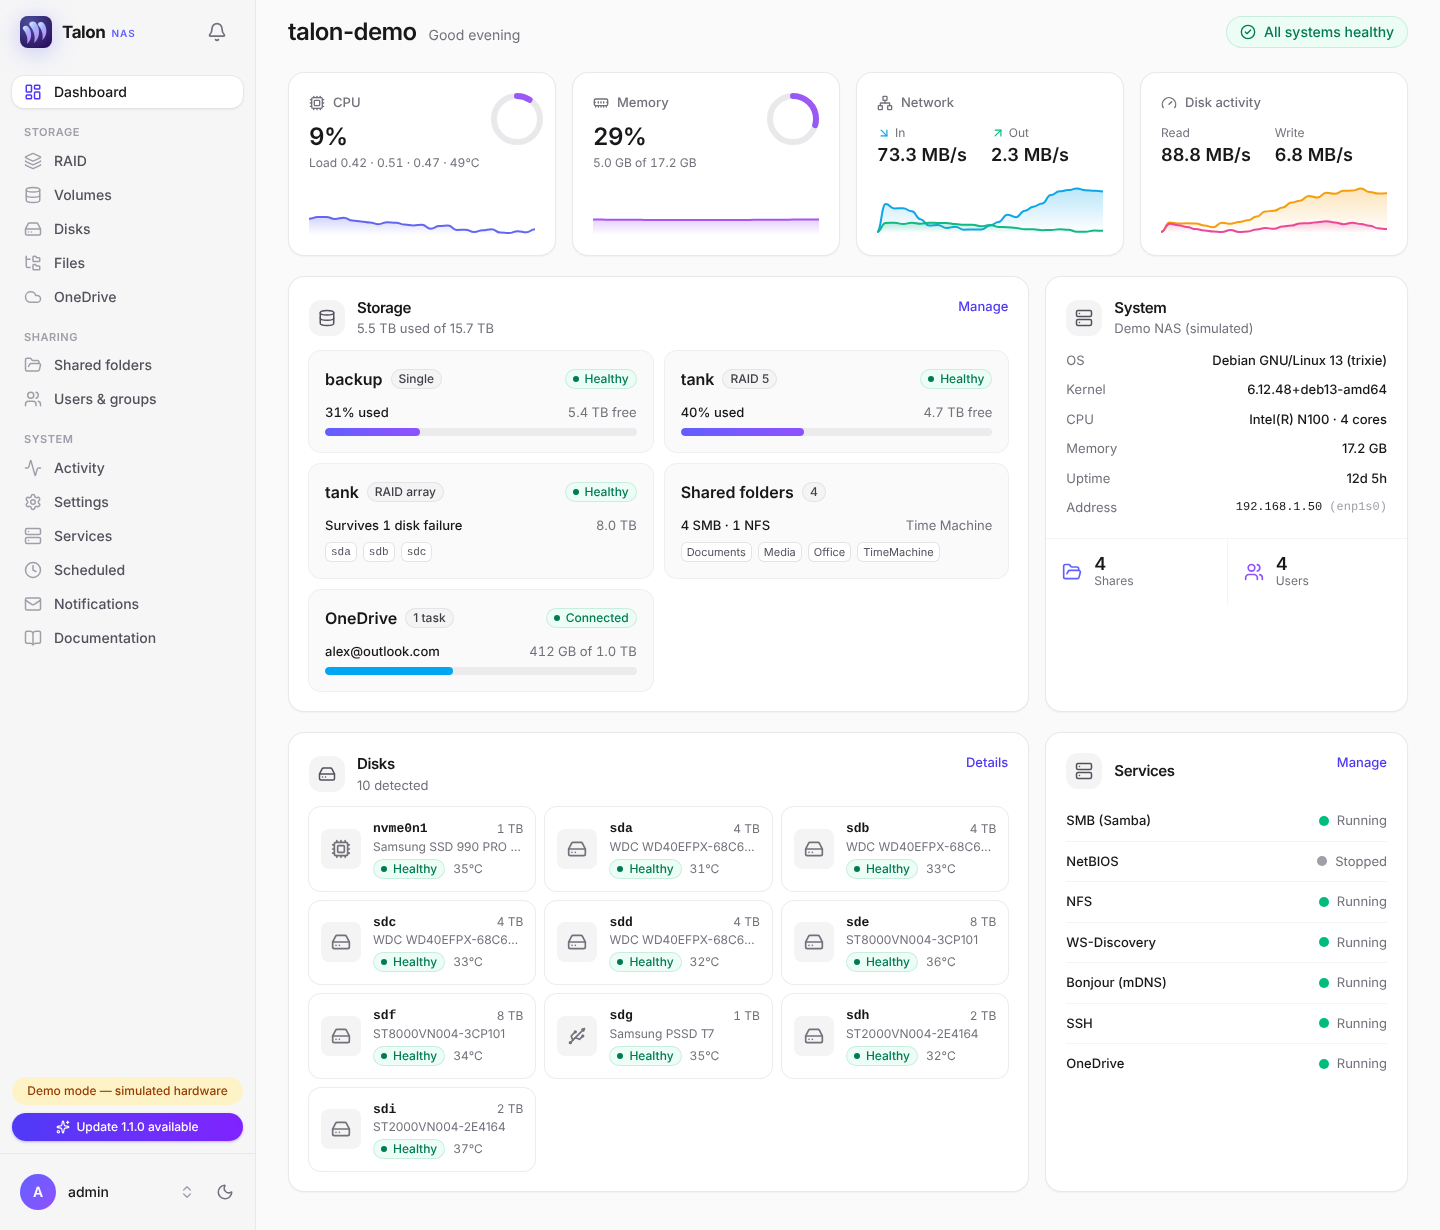 Talon NAS
Dashboard
STORAGE
RAID
Volumes
Disks
Files
OneDrive
SHARING
Shared folders
Users & groups
SYSTEM
Activity
Settings
Services
Scheduled
Notifications
Documentation
Demo mode — simulated hardware
Update 1.1.0 available
A admin
talon-demo Good evening
All systems healthy
CPU
9%
Load 0.42 · 0.51 · 0.47 · 49°C
Memory
29%
5.0 GB of 17.2 GB
Network
In Out
73.3 MB/s 2.3 MB/s
Disk activity
Read Write
88.8 MB/s 6.8 MB/s
Storage
5.5 TB used of 15.7 TB
Manage
backup Single Healthy
31% used 5.4 TB free
tank RAID 5 Healthy
40% used 4.7 TB free
tank RAID array Healthy
Survives 1 disk failure 8.0 TB
sda sdb sdc
Shared folders 4
4 SMB · 1 NFS Time Machine
Documents Media Office TimeMachine
OneDrive 1 task Connected
alex@outlook.com 412 GB of 1.0 TB
System
Demo NAS (simulated)
OS Debian GNU/Linux 13 (trixie)
Kernel 6.12.48+deb13-amd64
CPU Intel(R) N100 · 4 cores
Memory 17.2 GB
Uptime 12d 5h
Address 192.168.1.50 (enp1s0)
4 Shares
4 Users
Disks
10 detected
Details
nvme0n1 1 TB
Samsung SSD 990 PRO ...
Healthy 35°C
sda 4 TB
WDC WD40EFPX-68C6...
Healthy 31°C
sdb 4 TB
WDC WD40EFPX-68C6...
Healthy 33°C
sdc 4 TB
WDC WD40EFPX-68C6...
Healthy 33°C
sdd 4 TB
WDC WD40EFPX-68C6...
Healthy 32°C
sde 8 TB
ST8000VN004-3CP101
Healthy 36°C
sdf 8 TB
ST8000VN004-3CP101
Healthy 34°C
sdg 1 TB
Samsung PSSD T7
Healthy 35°C
sdh 2 TB
ST2000VN004-2E4164
Healthy 32°C
sdi 2 TB
ST2000VN004-2E4164
Healthy 37°C
Services
Manage
SMB (Samba) Running
NetBIOS Stopped
NFS Running
WS-Discovery Running
Bonjour (mDNS) Running
SSH Running
OneDrive Running